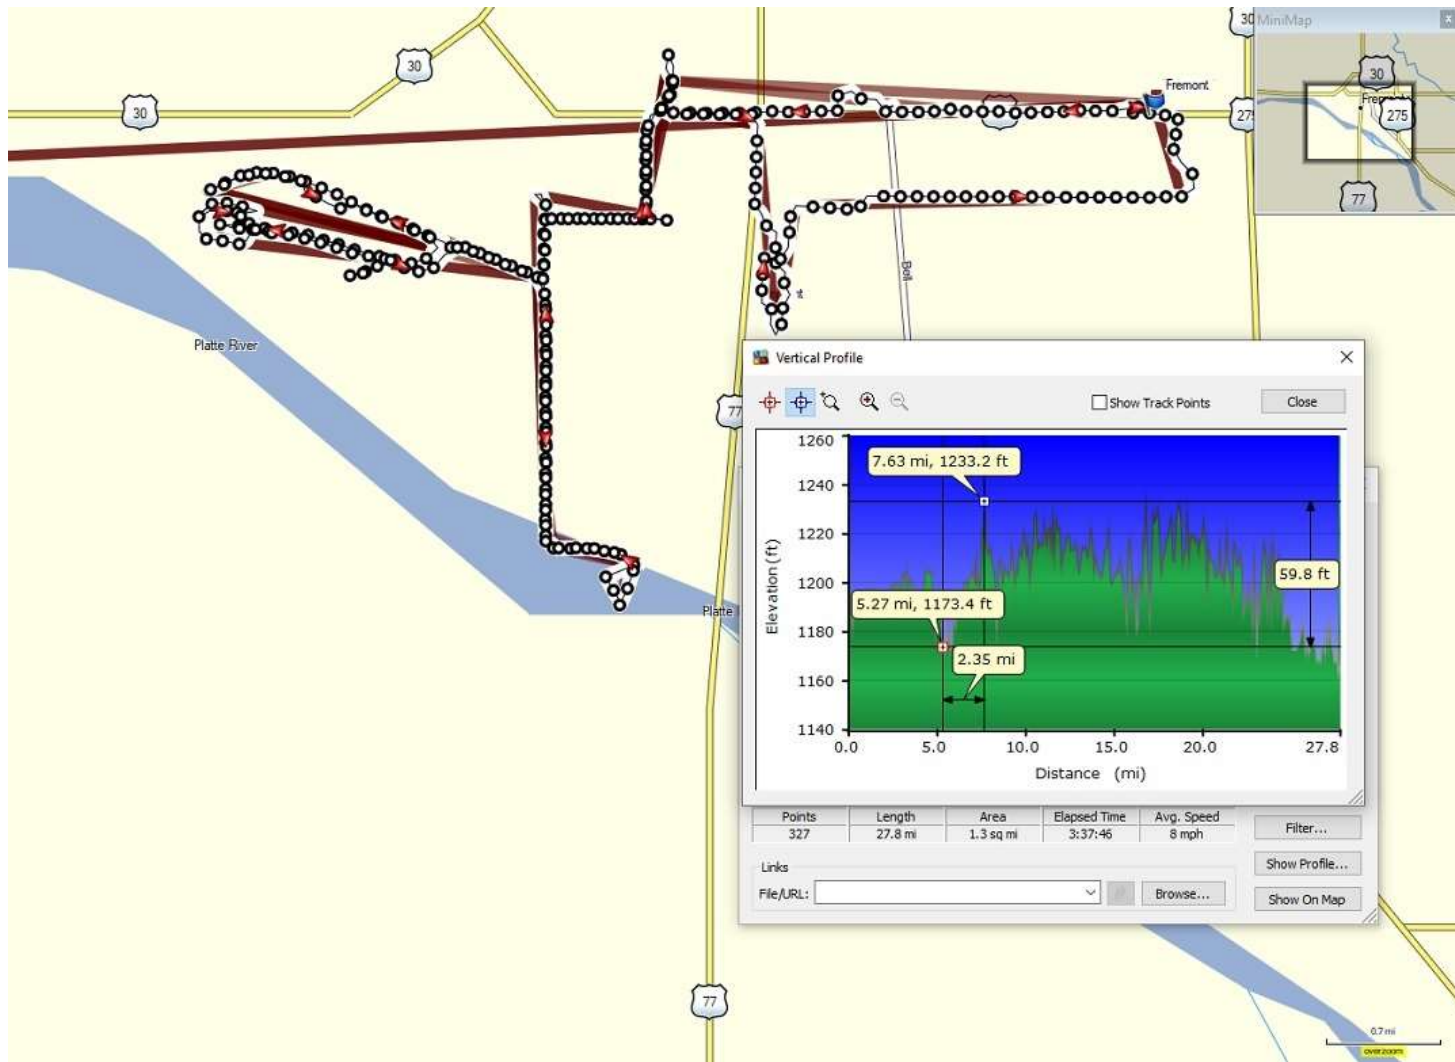 30
MiniMap
x
30
30
Fremont
30
275
Fremont
275
77
Bell
st
Platte River
77
Platte
Vertical Profile
Show Track Points
Close
1260
1240
1220
1200
1180
1160
1140
Elevation(ft)
7.63 mi, 1233.2 ft
59.8 ft
5.27 mi, 1173.4 ft
2.35 mi
0.0 5.0 10.0 15.0 20.0 27.8
Distance (mi)
Points Length Area Elapsed Time Avg. Speed
327 27.8 mi 1.3 sq mi 3:37:46 8 mph
Filter...
Links
Show Profile...
File/URL:
Browse...
Show On Map
77
0.7 mi
overzoom